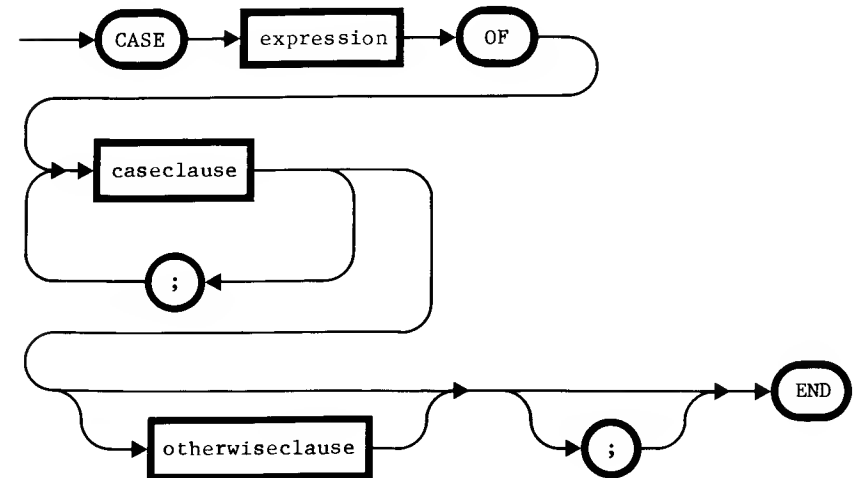 CASE expression OF
caseclause
;
END
otherwiseclause ;